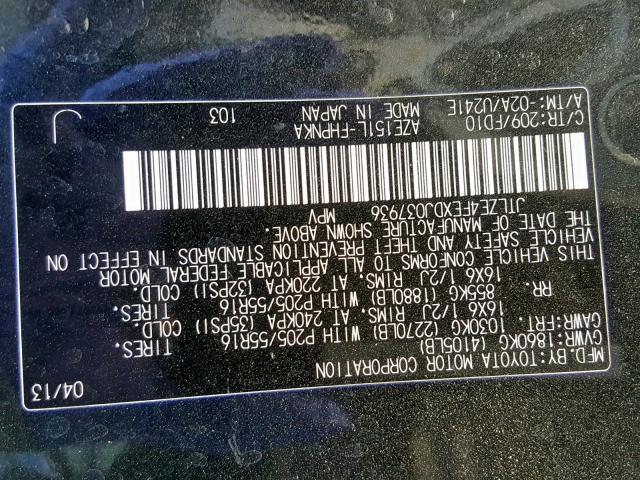 MFD.BY:TOYOTA MOTOR CORPORATION 04/13
GVWR:1860KG (4105LB)
GAWR:FRT. 1030KG (2270LB) WITH P205/55R16 TIRES.
16X6 1/2J RIMS. AT 240KPA (35PSI) COLD.
RR. 855KG (1880LB) WITH P205/55R16 TIRES.
16X6 1/2J RIMS. AT 220KPA (32PSI) COLD.
THIS VEHICLE CONFORMS TO ALL APPLICABLE FEDERAL MOTOR
VEHICLE SAFETY AND THEFT PREVENTION STANDARDS IN EFFECT ON
THE DATE OF MANUFACTURE SHOWN ABOVE.
JTLZE4FEXDJ037936 MPV
AZE151L-FHPNKA 103
C/TR:209/FD10 MADE IN JAPAN
A/TM:-02A/U241E
J